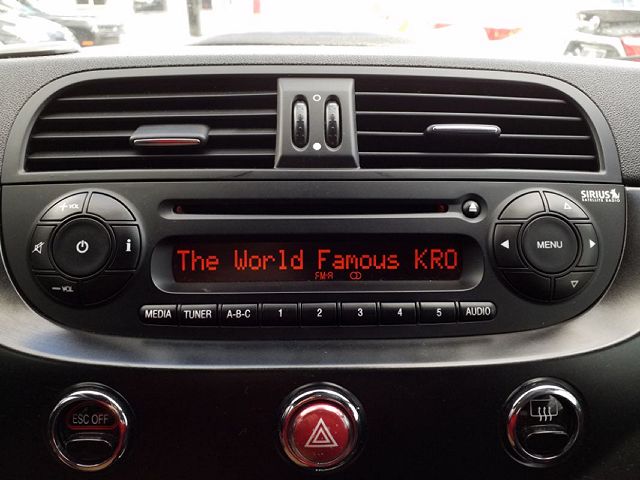 SIRIUS
SATELLITE RADIO
+ VOL
i
MENU
The World Famous KRO
FM-A
− VOL
MEDIA TUNER A-B-C 1 2 3 4 5 AUDIO
ESC OFF